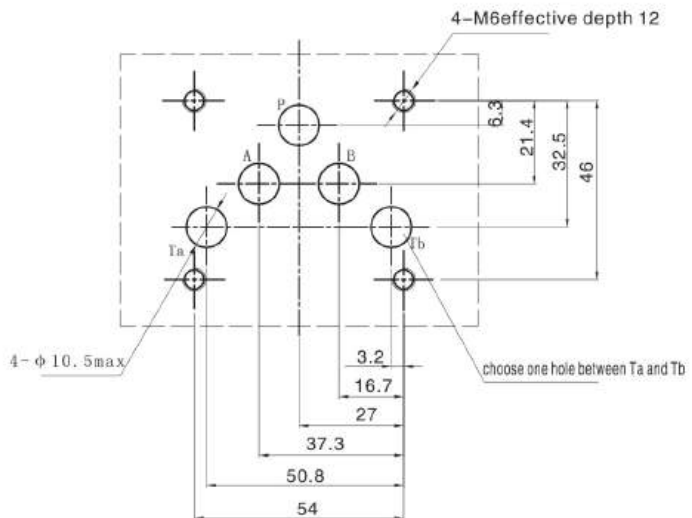 4-M6effective depth 12
P
6.3
21.4
32.5
46
A
B
Ta
Tb
4-φ10.5max
3.2
choose one hole between Ta and Tb
16.7
27
37.3
50.8
54